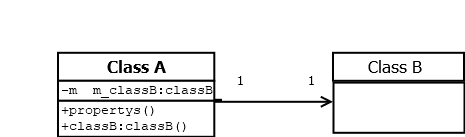 Class A
-m m_classB:classB
+propertys()
+classB:classB()
1
1
Class B